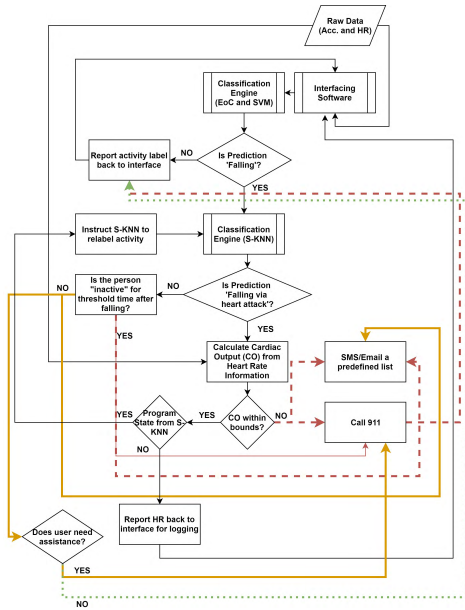 Raw Data
(Acc. and HR)
Classification
Engine
(EoC and SVM)
Interfacing
Software
Report activity label
back to interface
NO
Is Prediction
'Falling'?
YES
Instruct S-KNN to
relabel activity
Classification
Engine (S-KNN)
NO
Is the person
"inactive" for
threshold time after
falling?
NO
Is Prediction
'Falling via
heart attack'?
YES
YES
Calculate Cardiac
Output (CO) from
Heart Rate
Information
SMS/Email a
predefined list
YES
Program
State from S-
KNN
YES
CO within
bounds?
NO
Call 911
NO
Report HR back to
interface for logging
Does user need
assistance?
YES
NO